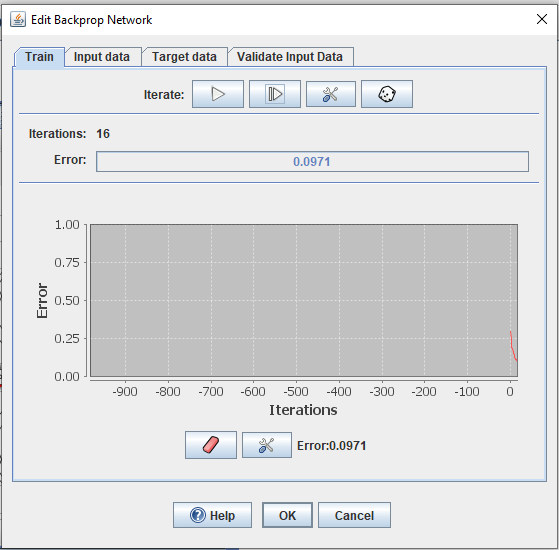 Edit Backprop Network
Train Input data Target data Validate Input Data
Iterate:
Iterations: 16
Error: 0.0971
1.00
0.75
0.50
0.25
0.00
Error
-900 -800 -700 -600 -500 -400 -300 -200 -100 0
Iterations
Error:0.0971
Help OK Cancel